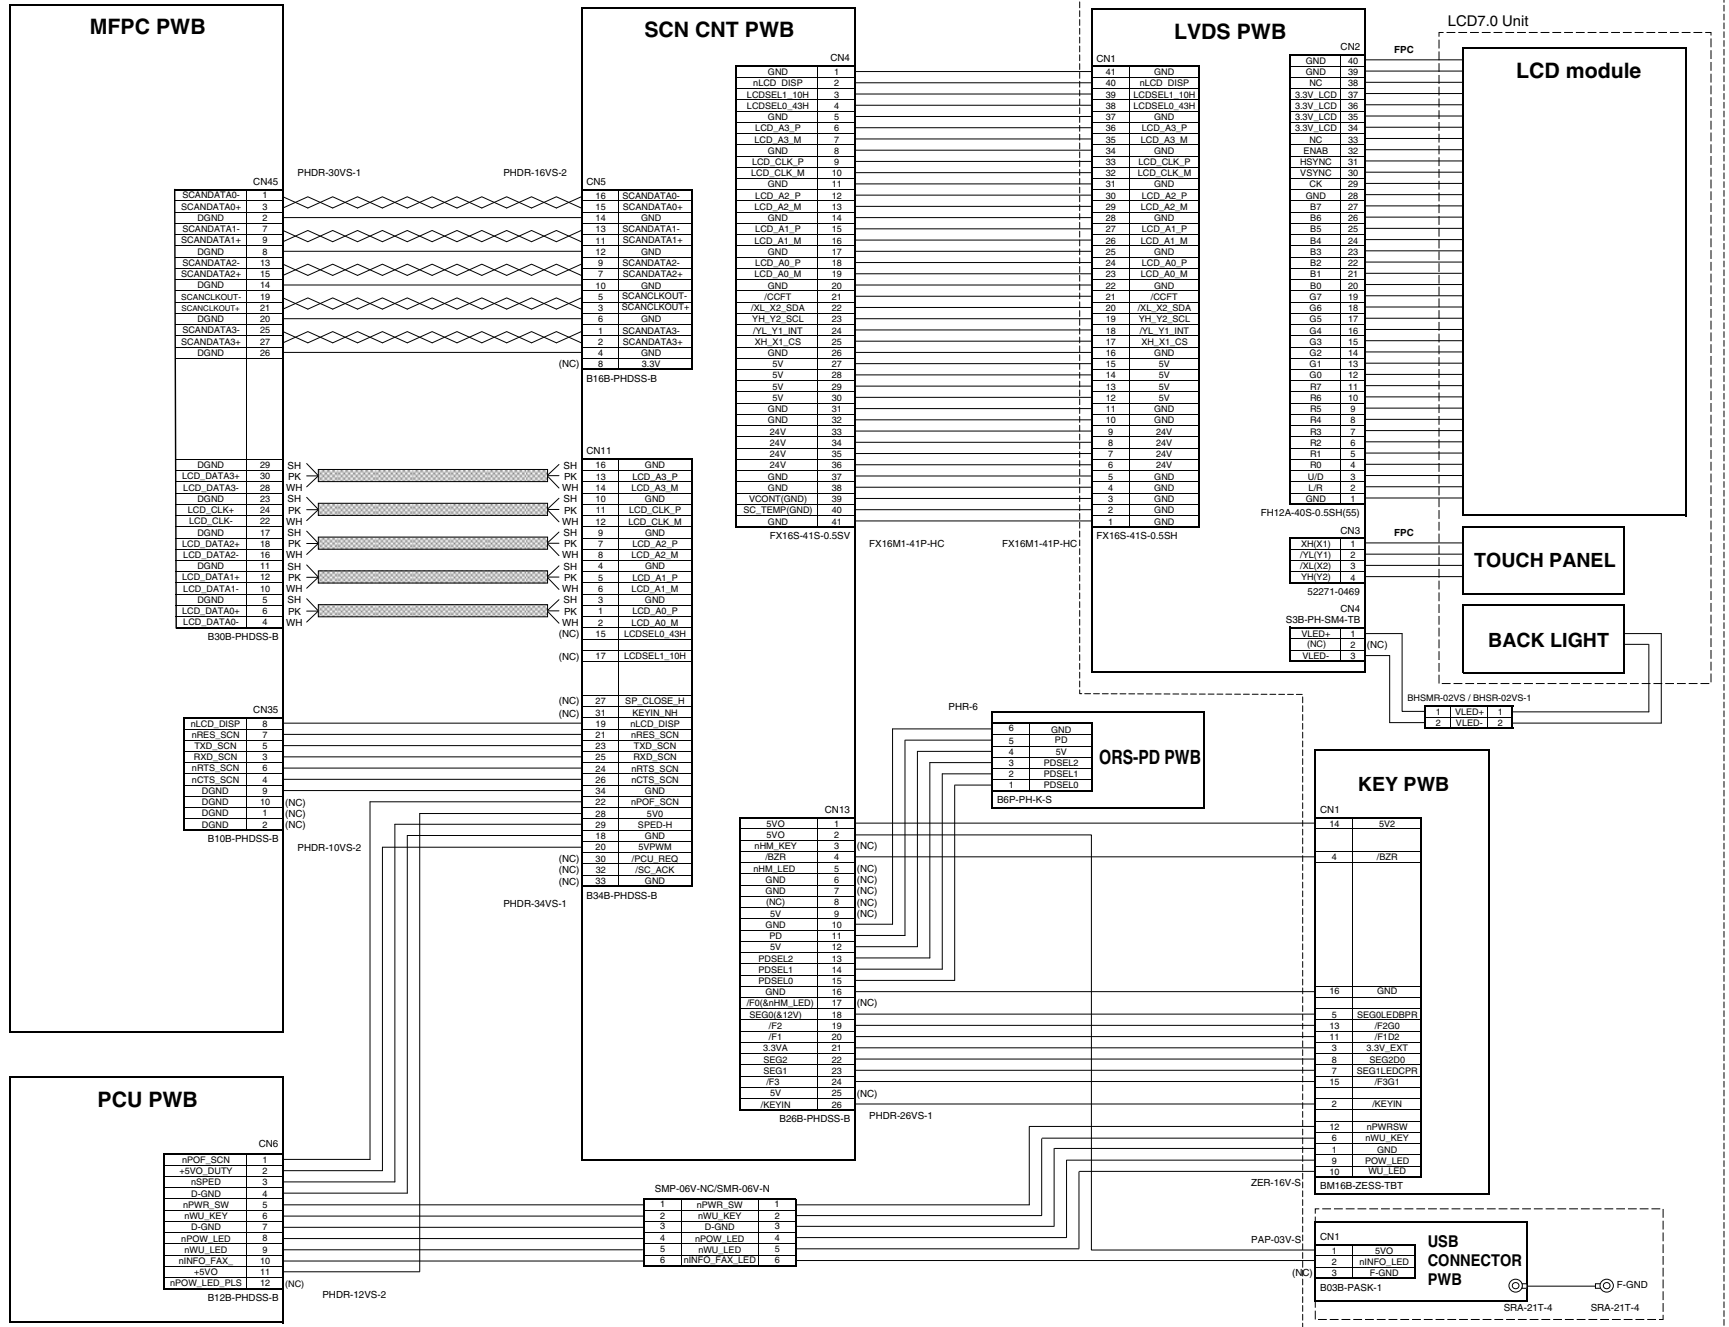 MFPC PWB
CN45
PHDR-30VS-1
SCANDATA0- 1
SCANDATA0+ 3
DGND 2
SCANDATA1- 7
SCANDATA1+ 9
DGND 8
SCANDATA2- 13
SCANDATA2+ 15
DGND 14
SCANCLKOUT- 19
SCANCLKOUT+ 21
DGND 20
SCANDATA3- 25
SCANDATA3+ 27
DGND 26
DGND 29 SH
LCD_DATA3+ 30 PK
LCD_DATA3- 28 WH
DGND 23 SH
LCD_CLK+ 24 PK
LCD_CLK- 22 WH
DGND 17 SH
LCD_DATA2+ 18 PK
LCD_DATA2- 16 WH
DGND 11 SH
LCD_DATA1+ 12 PK
LCD_DATA1- 10 WH
DGND 5 SH
LCD_DATA0+ 6 PK
LCD_DATA0- 4 WH
B30B-PHDSS-B
CN35
nLCD_DISP 8
nRES_SCN 7
TXD_SCN 5
RXD_SCN 3
nRTS_SCN 6
nCTS_SCN 4
DGND 9
DGND 10 (NC)
DGND 1 (NC)
DGND 2 (NC)
B10B-PHDSS-B
PHDR-10VS-2
PCU PWB
CN6
nPOF_SCN 1
+5VO_DUTY 2
nSPED 3
D-GND 4
nPWR_SW 5
nWU_KEY 6
D-GND 7
nPOW_LED 8
nWU_LED 9
nINFO_FAX_ 10
+5VO 11
nPOW_LED_PLS 12 (NC)
B12B-PHDSS-B
PHDR-12VS-2
SCN CNT PWB
PHDR-16VS-2
CN5
16 SCANDATA0-
15 SCANDATA0+
14 GND
13 SCANDATA1-
11 SCANDATA1+
12 GND
9 SCANDATA2-
7 SCANDATA2+
10 GND
5 SCANCLKOUT-
3 SCANCLKOUT+
6 GND
1 SCANDATA3-
2 SCANDATA3+
4 GND
(NC) 8 3.3V
B16B-PHDSS-B
CN11
SH 16 GND
PK 13 LCD_A3_P
WH 14 LCD_A3_M
SH 10 GND
PK 11 LCD_CLK_P
WH 12 LCD_CLK_M
SH 9 GND
PK 7 LCD_A2_P
WH 8 LCD_A2_M
SH 4 GND
PK 5 LCD_A1_P
WH 6 LCD_A1_M
SH 3 GND
PK 1 LCD_A0_P
WH 2 LCD_A0_M
(NC) 15 LCDSEL0_43H
(NC) 17 LCDSEL1_10H
(NC) 27 SP_CLOSE_H
(NC) 31 KEYIN_NH
19 nLCD_DISP
21 nRES_SCN
23 TXD_SCN
25 RXD_SCN
24 nRTS_SCN
26 nCTS_SCN
34 GND
22 nPOF_SCN
28 5V0
29 SPED-H
18 GND
20 5VPWM
(NC) 30 /PCU_REQ
(NC) 32 /SC_ACK
(NC) 33 GND
B34B-PHDSS-B
PHDR-34VS-1
CN4
GND 1
nLCD_DISP 2
LCDSEL1_10H 3
LCDSEL0_43H 4
GND 5
LCD_A3_P 6
LCD_A3_M 7
GND 8
LCD_CLK_P 9
LCD_CLK_M 10
GND 11
LCD_A2_P 12
LCD_A2_M 13
GND 14
LCD_A1_P 15
LCD_A1_M 16
GND 17
LCD_A0_P 18
LCD_A0_M 19
GND 20
/CCFT 21
/XL_X2_SDA 22
YH_Y2_SCL 23
/YL_Y1_INT 24
XH_X1_CS 25
GND 26
5V 27
5V 28
5V 29
5V 30
GND 31
GND 32
24V 33
24V 34
24V 35
24V 36
GND 37
GND 38
VCONT(GND) 39
SC_TEMP(GND) 40
GND 41
FX16S-41S-0.5SV
FX16M1-41P-HC
FX16M1-41P-HC
CN13
5VO 1
5VO 2
nHM_KEY 3 (NC)
/BZR 4
nHM_LED 5 (NC)
GND 6 (NC)
GND 7 (NC)
(NC) 8 (NC)
5V 9 (NC)
GND 10
PD 11
5V 12
PDSEL2 13
PDSEL1 14
PDSEL0 15
GND 16
/F0(&nHM_LED) 17 (NC)
SEG0(&12V) 18
/F2 19
/F1 20
3.3VA 21
SEG2 22
SEG1 23
/F3 24
5V 25 (NC)
/KEYIN 26
B26B-PHDSS-B
PHDR-26VS-1
SMP-06V-NC/SMR-06V-N
1 nPWR_SW 1
2 nWU_KEY 2
3 D-GND 3
4 nPOW_LED 4
5 nWU_LED 5
6 nINFO_FAX_LED 6
LVDS PWB
CN1
41 GND
40 nLCD_DISP
39 LCDSEL1_10H
38 LCDSEL0_43H
37 GND
36 LCD_A3_P
35 LCD_A3_M
34 GND
33 LCD_CLK_P
32 LCD_CLK_M
31 GND
30 LCD_A2_P
29 LCD_A2_M
28 GND
27 LCD_A1_P
26 LCD_A1_M
25 GND
24 LCD_A0_P
23 LCD_A0_M
22 GND
21 /CCFT
20 /XL_X2_SDA
19 YH_Y2_SCL
18 /YL_Y1_INT
17 XH_X1_CS
16 GND
15 5V
14 5V
13 5V
12 5V
11 GND
10 GND
9 24V
8 24V
7 24V
6 24V
5 GND
4 GND
3 GND
2 GND
1 GND
FX16S-41S-0.5SH
CN2
FPC
GND 40
GND 39
NC 38
3.3V_LCD 37
3.3V_LCD 36
3.3V_LCD 35
3.3V_LCD 34
NC 33
ENAB 32
HSYNC 31
VSYNC 30
CK 29
GND 28
B7 27
B6 26
B5 25
B4 24
B3 23
B2 22
B1 21
B0 20
G7 19
G6 18
G5 17
G4 16
G3 15
G2 14
G1 13
G0 12
R7 11
R6 10
R5 9
R4 8
R3 7
R2 6
R1 5
R0 4
U/D 3
L/R 2
GND 1
FH12A-40S-0.5SH(55)
CN3
FPC
XH(X1) 1
/YL(Y1) 2
/XL(X2) 3
YH(Y2) 4
52271-0469
CN4
S3B-PH-SM4-TB
VLED+ 1
(NC) 2 (NC)
VLED- 3
LCD7.0 Unit
LCD module
TOUCH PANEL
BACK LIGHT
BHSMR-02VS / BHSR-02VS-1
1 VLED+ 1
2 VLED- 2
PHR-6
6 GND
5 PD
4 5V
3 PDSEL2
2 PDSEL1
1 PDSEL0
ORS-PD PWB
B6P-PH-K-S
KEY PWB
CN1
14 5V2
4 /BZR
16 GND
5 SEG0LEDBPR
13 /F2G0
11 /F1D2
3 3.3V_EXT
8 SEG2D0
7 SEG1LEDCPR
15 /F3G1
2 /KEYIN
12 nPWRSW
6 nWU_KEY
1 GND
9 POW_LED
10 WU_LED
ZER-16V-S
BM16B-ZESS-TBT
PAP-03V-S
CN1
1 5VO
2 nINFO_LED
(NC) 3 F-GND
B03B-PASK-1
USB
CONNECTOR
PWB
F-GND
SRA-21T-4
SRA-21T-4